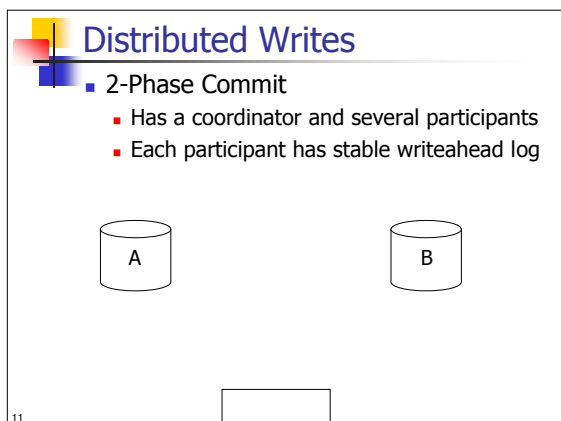 Distributed Writes
2-Phase Commit
Has a coordinator and several participants
Each participant has stable writeahead log
A
B
11